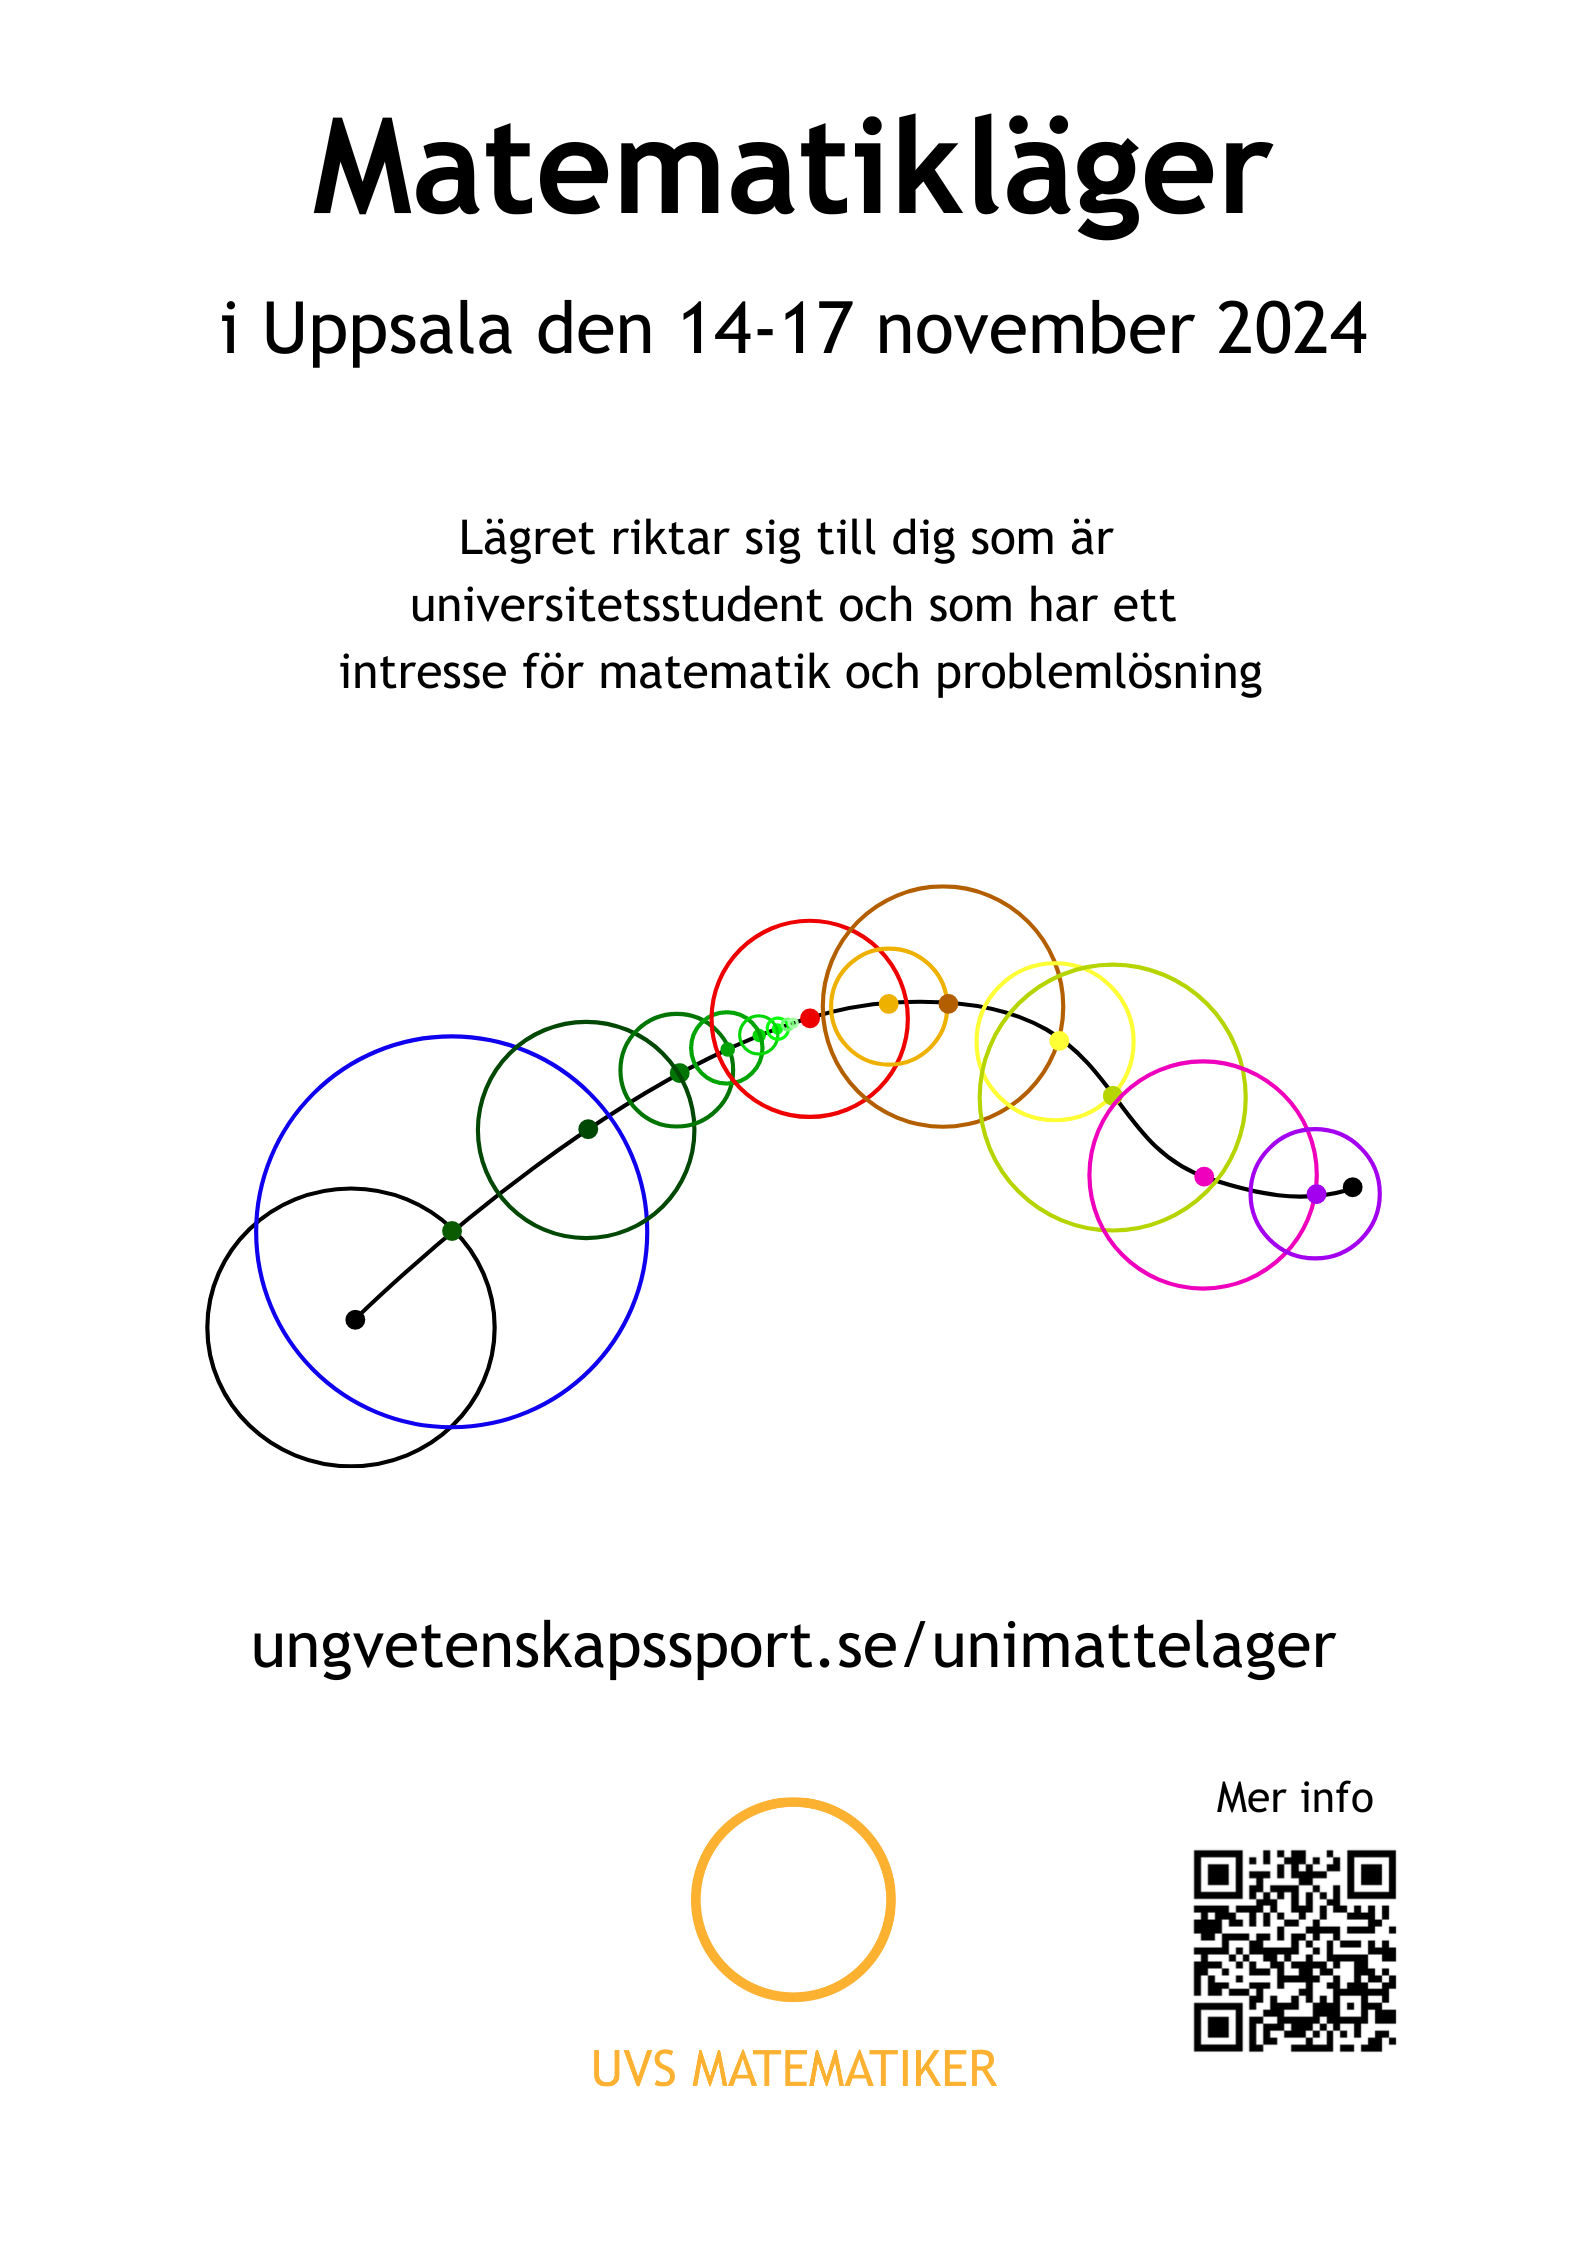 Matematikläger
i Uppsala den 14-17 november 2024
Lägret riktar sig till dig som är
universitetsstudent och som har ett
intresse för matematik och problemlösning
ungvetenskapssport.se/unimattelager
Mer info
UVS MATEMATIKER